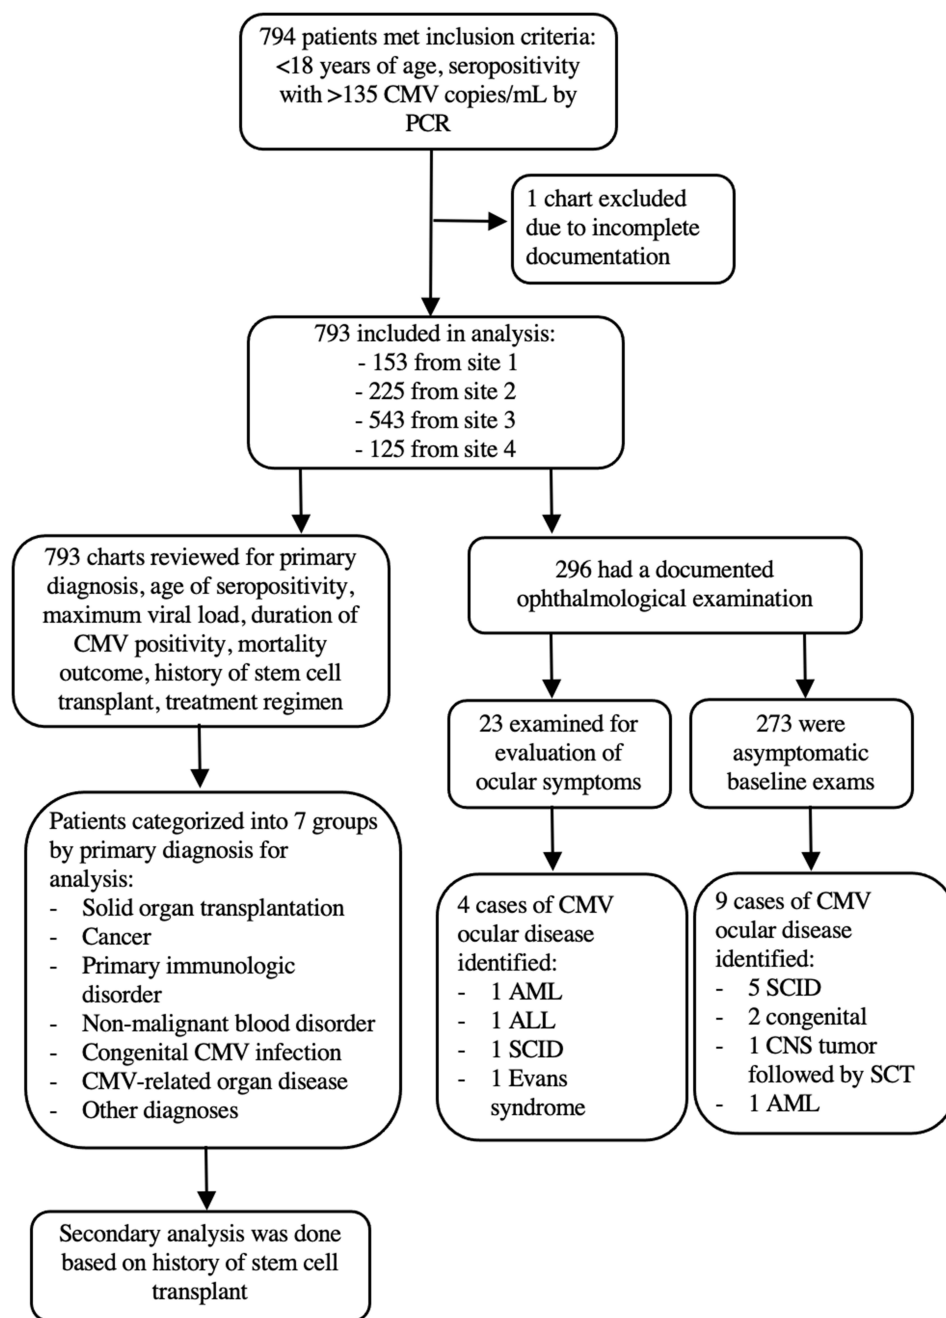 794 patients met inclusion criteria:
<18 years of age, seropositivity
with >135 CMV copies/mL by
PCR
1 chart excluded
due to incomplete
documentation
793 included in analysis:
- 153 from site 1
- 225 from site 2
- 543 from site 3
- 125 from site 4
793 charts reviewed for primary
diagnosis, age of seropositivity,
maximum viral load, duration of
CMV positivity, mortality
outcome, history of stem cell
transplant, treatment regimen
296 had a documented
ophthalmological examination
23 examined for
evaluation of
ocular symptoms
273 were
asymptomatic
baseline exams
Patients categorized into 7 groups
by primary diagnosis for
analysis:
- Solid organ transplantation
- Cancer
- Primary immunologic
disorder
- Non-malignant blood disorder
- Congenital CMV infection
- CMV-related organ disease
- Other diagnoses
4 cases of CMV
ocular disease
identified:
- 1 AML
- 1 ALL
- 1 SCID
- 1 Evans
syndrome
9 cases of CMV
ocular disease
identified:
- 5 SCID
- 2 congenital
- 1 CNS tumor
followed by SCT
- 1 AML
Secondary analysis was done
based on history of stem cell
transplant